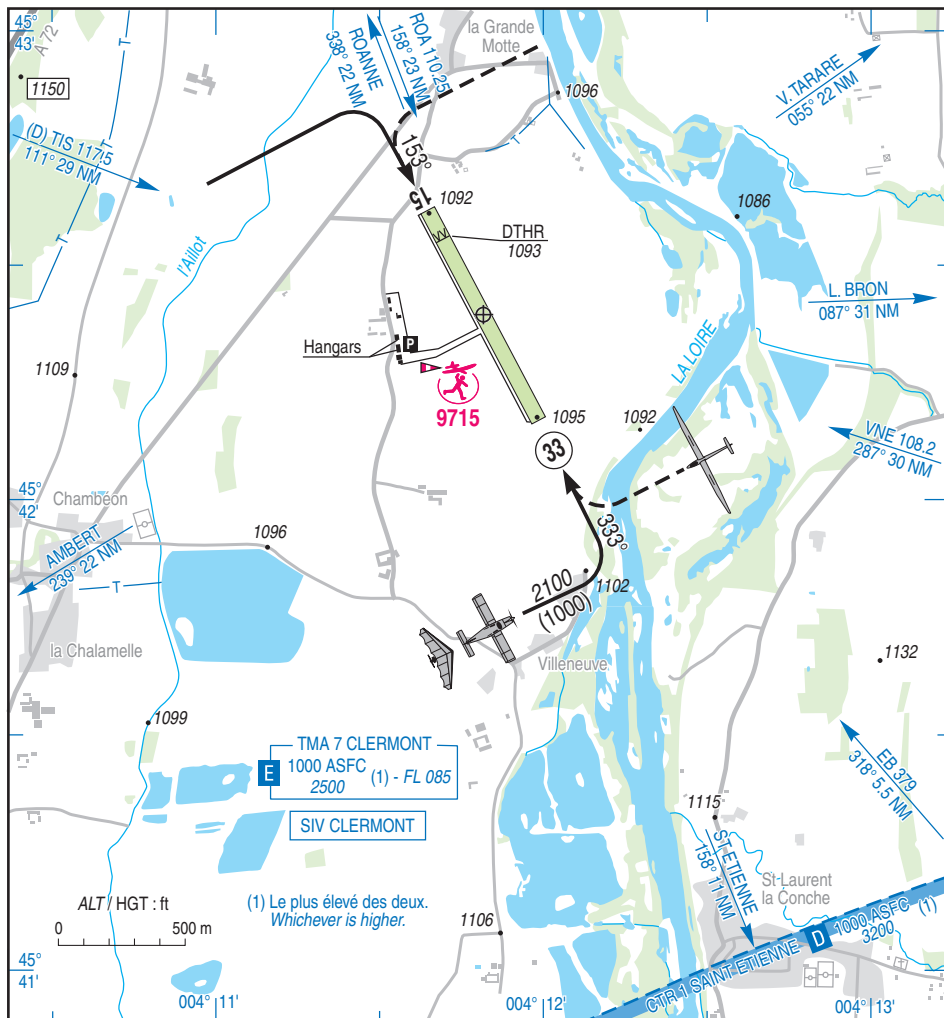 45°
43'
A 72
1150
T
ROANNE
338° 22 NM
ROA 110.25
158° 23 NM
la Grande
Motte
1096
V. TARARE
055° 22 NM
T
(D) TIS 117.5
111° 29 NM
153°
15
1092
T
1086
DTHR
1093
l'Aillot
T
L. BRON
087° 31 NM
LA LOIRE
Hangars
P
1109
9715
1095
1092
33
VNE 108.2
287° 30 NM
45°
42'
Chambéon
AMBERT
239° 22 NM
1096
333°
T
2100
(1000)
1102
la Chalamelle
Villeneuve
1132
1099
TMA 7 CLERMONT
E
1000 ASFC
2500
(1) - FL 085
SIV CLERMONT
EB 379
318° 5.5 NM
1115
ST-ETIENNE
158° 11 NM
St-Laurent
la Conche
ALT / HGT : ft
0
500 m
(1) Le plus élevé des deux.
Whichever is higher.
1106
CTR 1 SAINT ETIENNE
D
1000 ASFC
3200
(1)
45°
41'
004°
11'
004°
12'
004°
13'